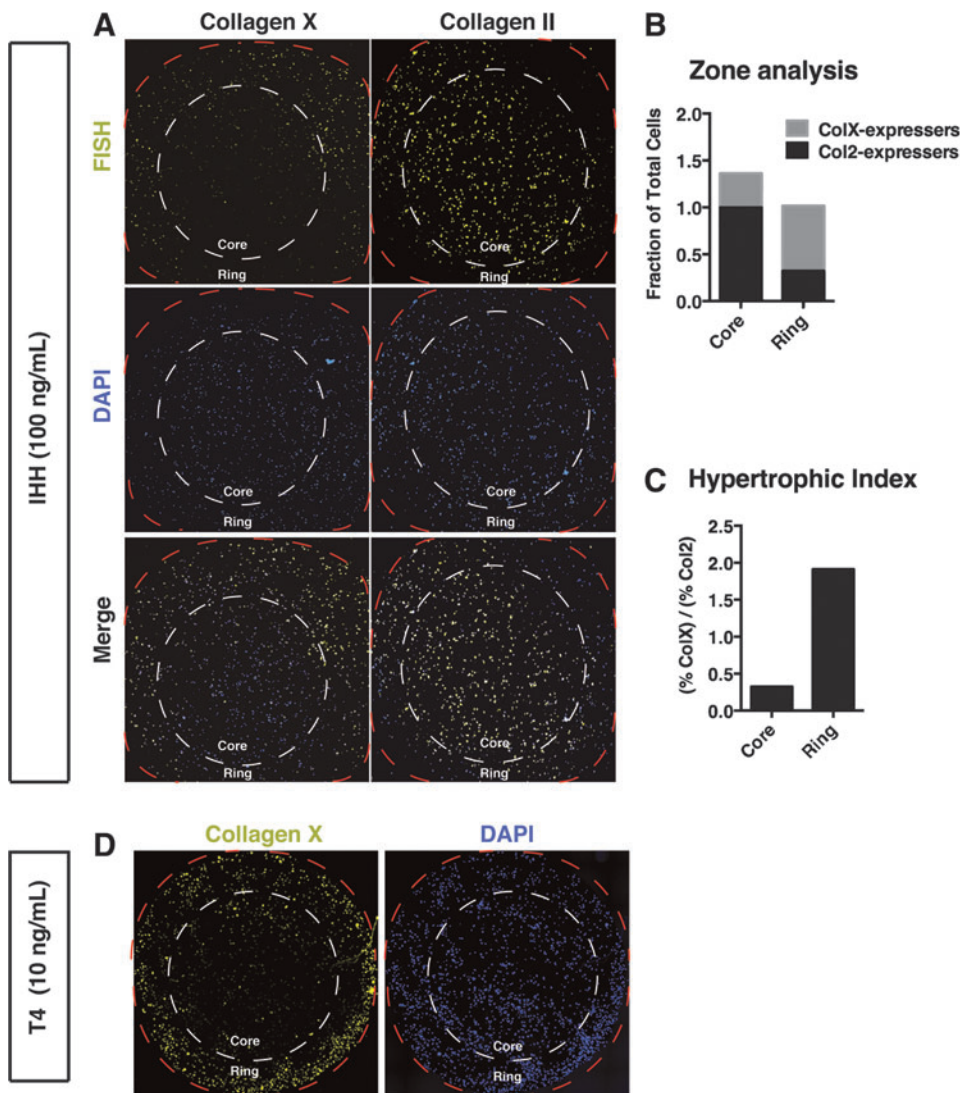 A
Collagen X
Collagen II
IHH (100 ng/mL)
FISH
Core
Ring
Core
Ring
DAPI
Core
Ring
Core
Ring
Merge
Core
Ring
Core
Ring
B
Zone analysis
Fraction of Total Cells
2.0
1.5
1.0
0.5
0.0
ColX-expressers
Col2-expressers
Core
Ring
C Hypertrophic Index
(% ColX) / (% Col2)
2.5
2.0
1.5
1.0
0.5
0.0
Core
Ring
D
Collagen X
DAPI
T4 (10 ng/mL)
Core
Ring
Core
Ring